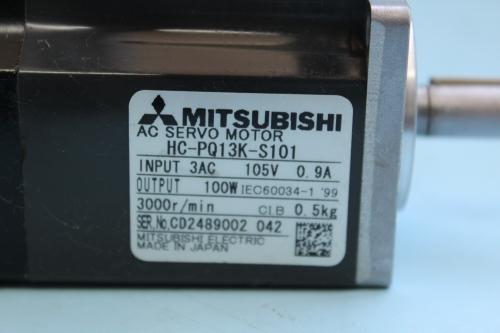 MITSUBISHI
AC SERVO MOTOR
HC-PQ13K-S101
INPUT 3AC 105V 0.9A
OUTPUT 100W IEC60034-1 '99
3000r/min Cl.B 0.5kg
SER.No.CD2489002 042
MITSUBISHI ELECTRIC
MADE IN JAPAN